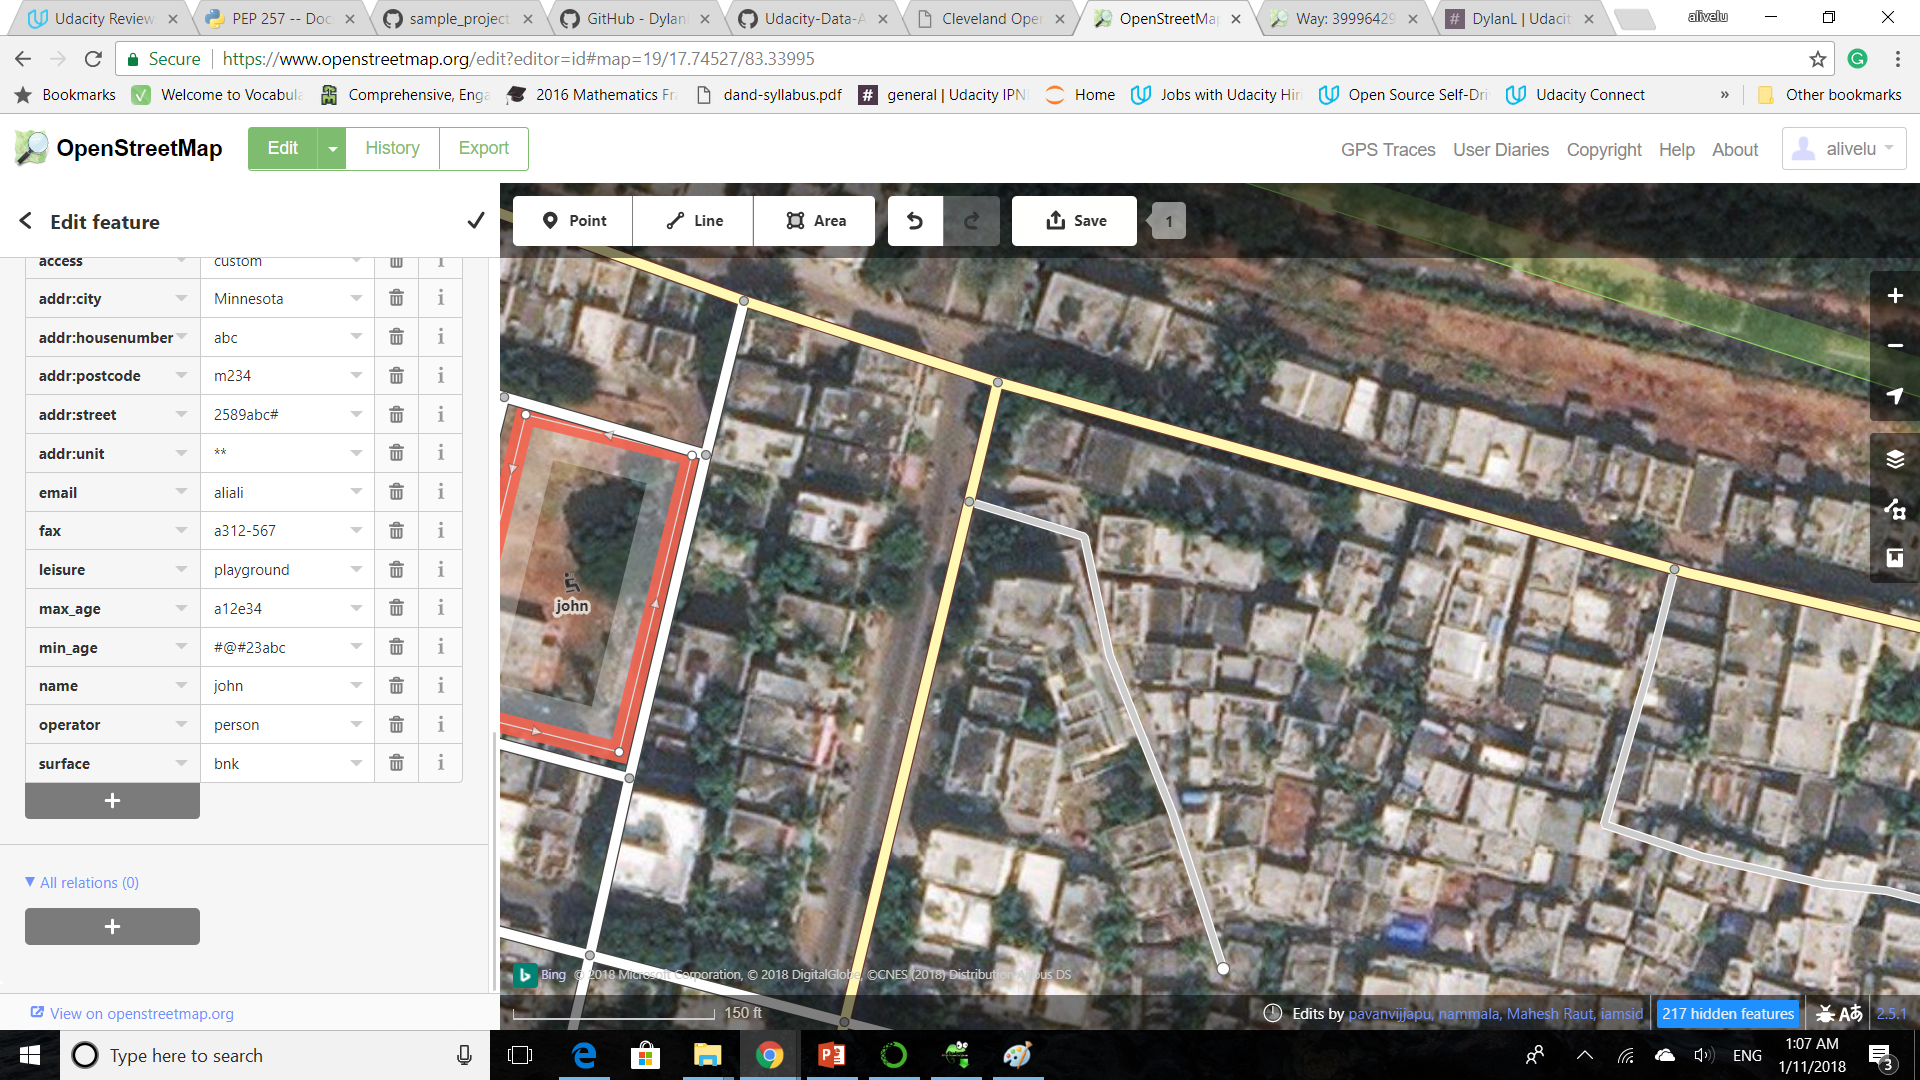 Udacity Review
PEP 257 -- Doc
sample_project
GitHub - Dylan
Udacity-Data-A
Cleveland Ope
OpenStreetMa
Way: 39996429
DylanL | Udacit
alivelu
Secure
https://www.openstreetmap.org/edit?editor=id#map=19/17.74527/83.33995
Bookmarks
Welcome to Vocabula
Comprehensive, Enga
2016 Mathematics Fr
dand-syllabus.pdf
general | Udacity IPN
Home
Jobs with Udacity Hiri
Open Source Self-Dri
Udacity Connect
»
Other bookmarks
OpenStreetMap
Edit
History
Export
GPS Traces
User Diaries
Copyright
Help
About
alivelu
Edit feature
Point
Line
Area
Save
1
access custom
addr:city Minnesota
addr:housenumber abc
addr:postcode m234
addr:street 2589abc#
addr:unit **
email aliali
fax a312-567
leisure playground
max_age a12e34
min_age #@#23abc
name john
operator person
surface bnk
+
All relations (0)
+
View on openstreetmap.org
john
Bing © 2018 Microsoft Corporation, © 2018 DigitalGlobe, ©CNES (2018) Distribution Airbus DS
150 ft
Edits by pavanvijjapu, nammala, Mahesh Raut, iamsid
217 hidden features
2.5.1
Type here to search
ENG
1:07 AM
1/11/2018
3